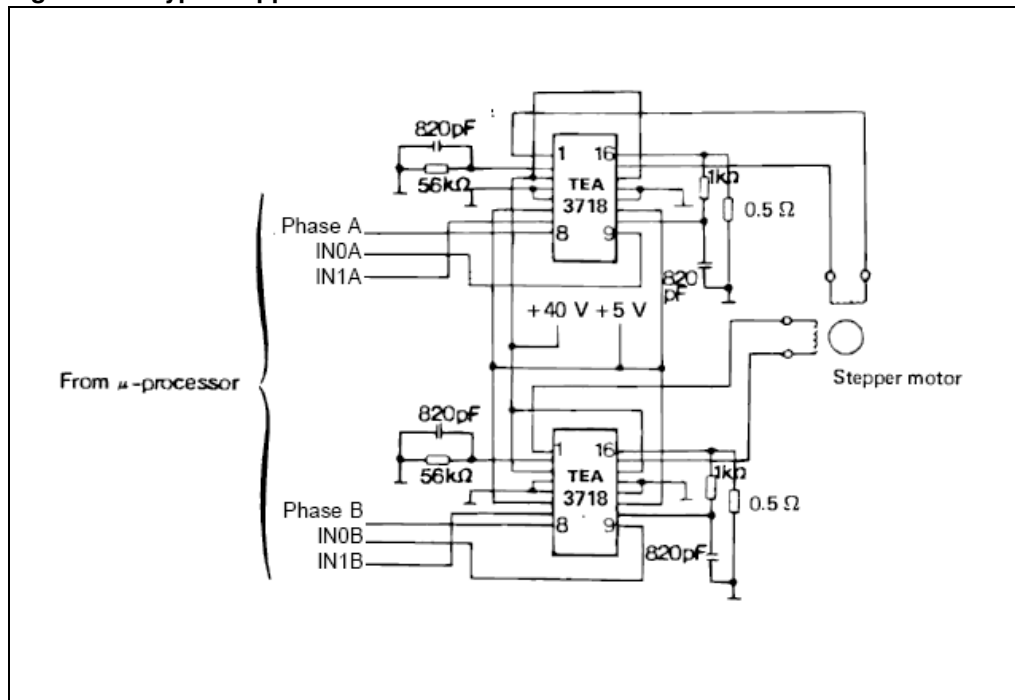 820pF
56kΩ
1 16
TEA
3718
8 9
1kΩ
0.5 Ω
820
pF
Phase A
IN0A
IN1A
+40 V +5 V
From μ-processor
Stepper motor
820pF
56kΩ
1 16
TEA
3718
8 9
1kΩ
0.5 Ω
820pF
Phase B
IN0B
IN1B